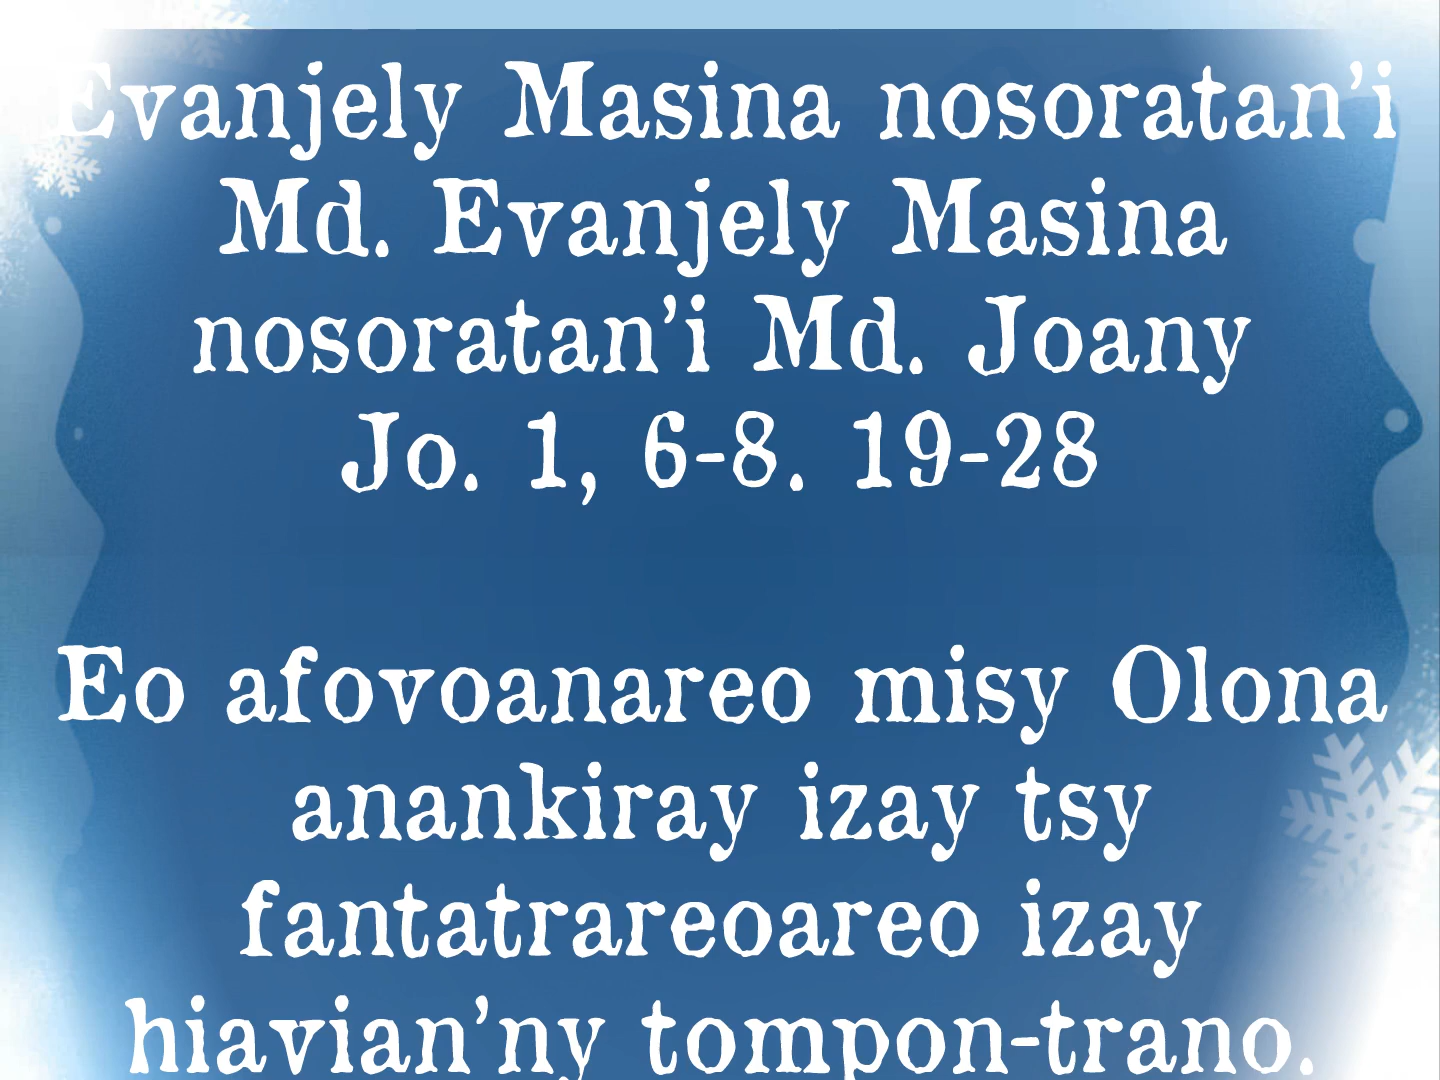 Evanjely Masina nosoratan’i
Md. Evanjely Masina
nosoratan’i Md. Joany
Jo. 1, 6-8. 19-28
Eo afovoanareo misy Olona
anankiray izay tsy
fantatrareoareo izay
hiavian’ny tompon-trano.